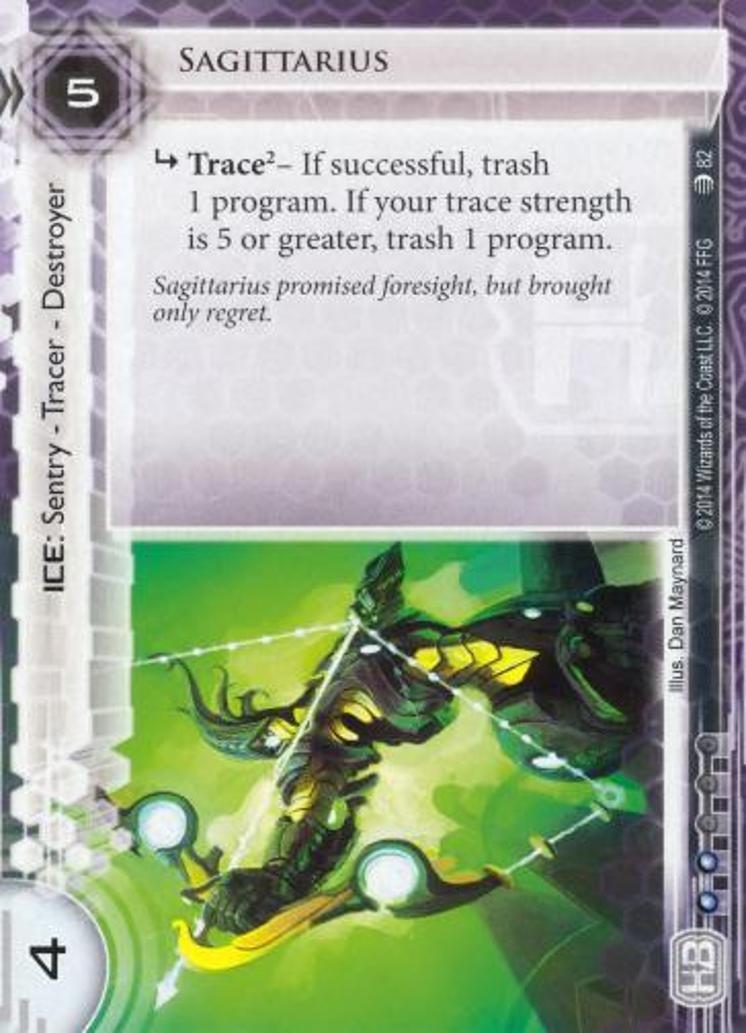 SAGITTARIUS
5
↳ Trace²– If successful, trash
1 program. If your trace strength
is 5 or greater, trash 1 program.
Sagittarius promised foresight, but brought
only regret.
ICE: Sentry - Tracer - Destroyer
4
82
© 2014 Wizards of the Coast LLC. © 2014 FFG
Illus. Dan Maynard
HB